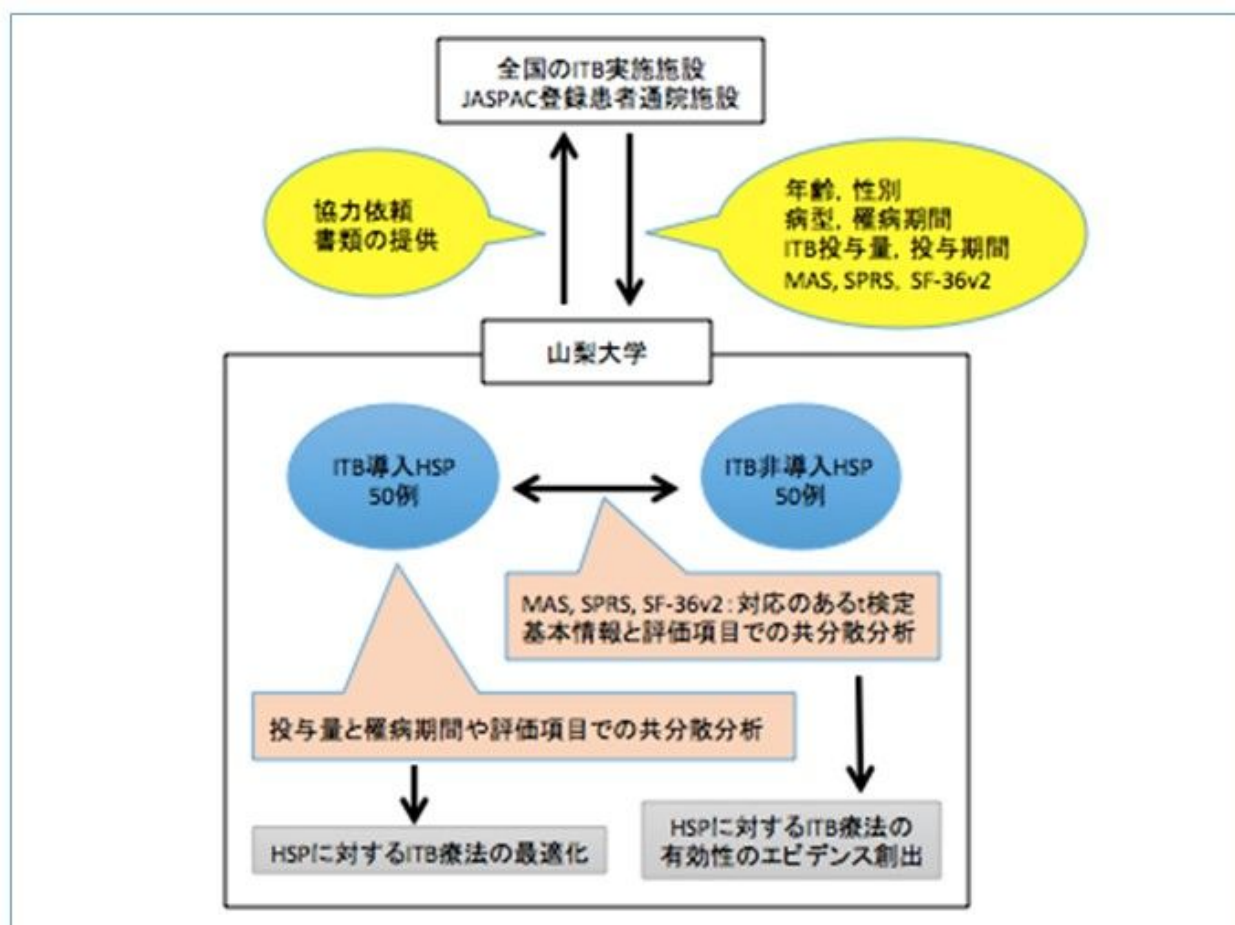 全国のITB実施施設
JASPAC登録患者通院施設
協力依頼
書類の提供
年齢，性別
病型，罹病期間
ITB投与量，投与期間
MAS, SPRS, SF-36v2
山梨大学
ITB導入HSP
50例
ITB非導入HSP
50例
MAS, SPRS, SF-36v2：対応のあるt検定
基本情報と評価項目での共分散分析
投与量と罹病期間や評価項目での共分散分析
HSPに対するITB療法の最適化
HSPに対するITB療法の
有効性のエビデンス創出